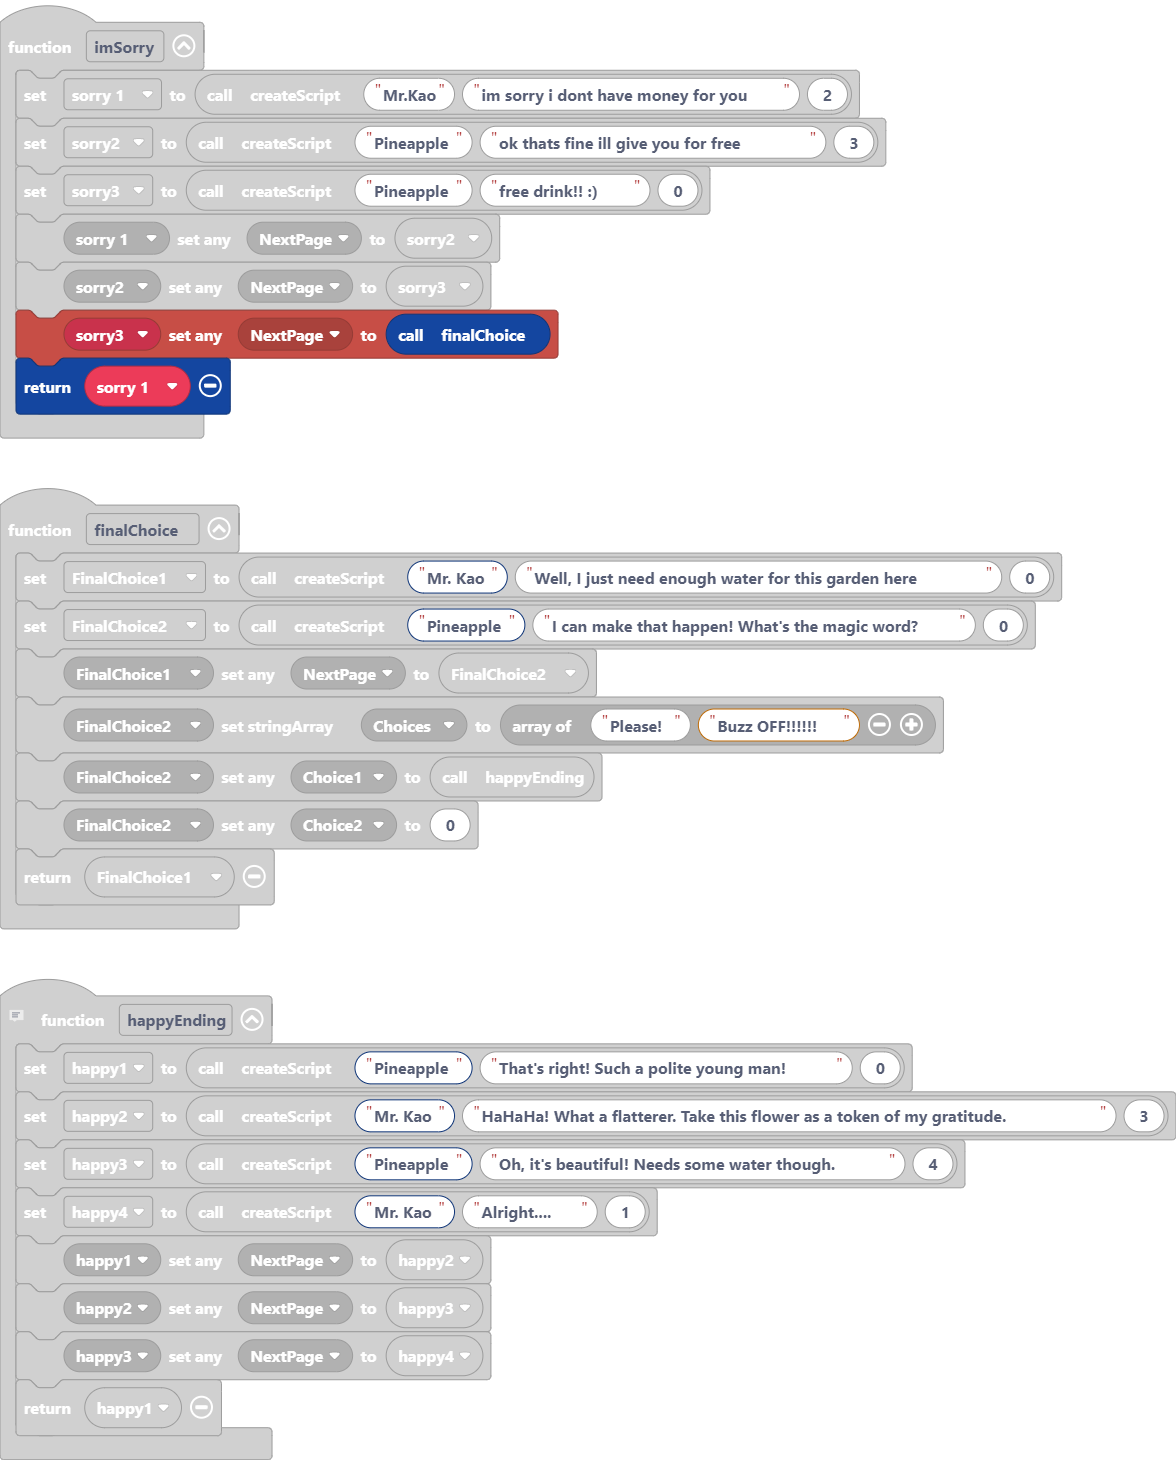 function imSorry
set sorry 1 to call createScript "Mr.Kao" "im sorry i dont have money for you" 2
set sorry2 to call createScript "Pineapple" "ok thats fine ill give you for free" 3
set sorry3 to call createScript "Pineapple" "free drink!! :)" 0
sorry 1 set any NextPage to sorry2
sorry2 set any NextPage to sorry3
sorry3 set any NextPage to call finalChoice
return sorry 1
function finalChoice
set FinalChoice1 to call createScript "Mr. Kao" "Well, I just need enough water for this garden here" 0
set FinalChoice2 to call createScript "Pineapple" "I can make that happen! What's the magic word?" 0
FinalChoice1 set any NextPage to FinalChoice2
FinalChoice2 set stringArray Choices to array of "Please!" "Buzz OFF!!!!!!"
FinalChoice2 set any Choice1 to call happyEnding
FinalChoice2 set any Choice2 to 0
return FinalChoice1
function happyEnding
set happy1 to call createScript "Pineapple" "That's right! Such a polite young man!" 0
set happy2 to call createScript "Mr. Kao" "HaHaHa! What a flatterer. Take this flower as a token of my gratitude." 3
set happy3 to call createScript "Pineapple" "Oh, it's beautiful! Needs some water though." 4
set happy4 to call createScript "Mr. Kao" "Alright...." 1
happy1 set any NextPage to happy2
happy2 set any NextPage to happy3
happy3 set any NextPage to happy4
return happy1